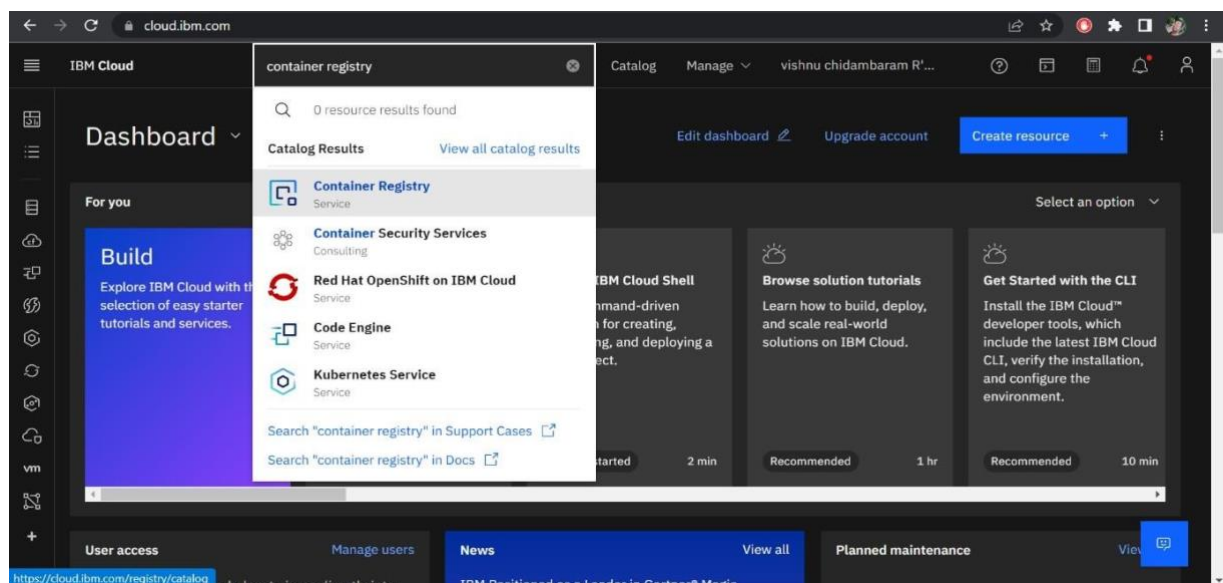 cloud.ibm.com
IBM Cloud
container registry
Catalog
Manage
vishnu chidambaram R'...
0 resource results found
Dashboard
Edit dashboard
Upgrade account
Create resource +
Catalog Results
View all catalog results
Container Registry
Service
Container Security Services
Consulting
Red Hat OpenShift on IBM Cloud
Service
Code Engine
Service
Kubernetes Service
Service
Search "container registry" in Support Cases
Search "container registry" in Docs
For you
Select an option
Build
Explore IBM Cloud with
selection of easy starter
tutorials and services.
IBM Cloud Shell
for creating,
and deploying a
2 min
Browse solution tutorials
Learn how to build, deploy,
and scale real-world
solutions on IBM Cloud.
Recommended
1 hr
Get Started with the CLI
Install the IBM Cloud™
developer tools, which
include the latest IBM Cloud
CLI, verify the installation,
and configure the
environment.
Recommended
10 min
vm
User access
Manage users
News
View all
Planned maintenance
https://cloud.ibm.com/registry/catalog